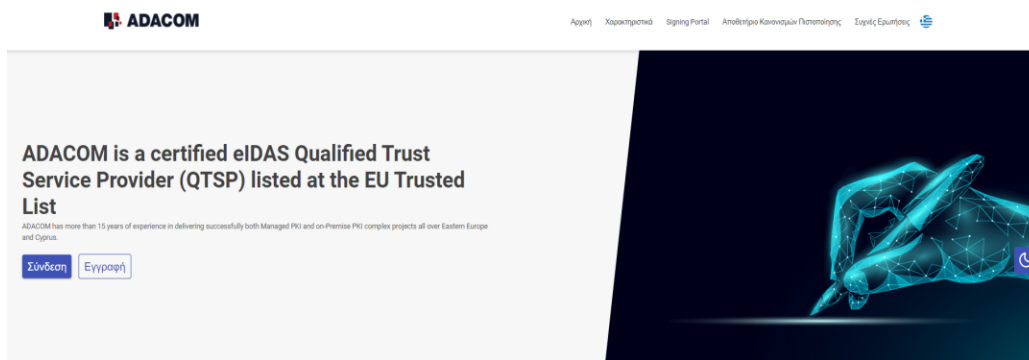 ADACOM
Αρχική Χαρακτηριστικά Signing Portal Αποθετήριο Κανονισμών Πιστοποίησης Συχνές Ερωτήσεις
ADACOM is a certified eIDAS Qualified Trust
Service Provider (QTSP) listed at the EU Trusted
List
ADACOM has more than 15 years of experience in delivering successfully both Managed PKI and on-Premise PKI complex projects all over Eastern Europe
and Cyprus.
Σύνδεση Εγγραφή